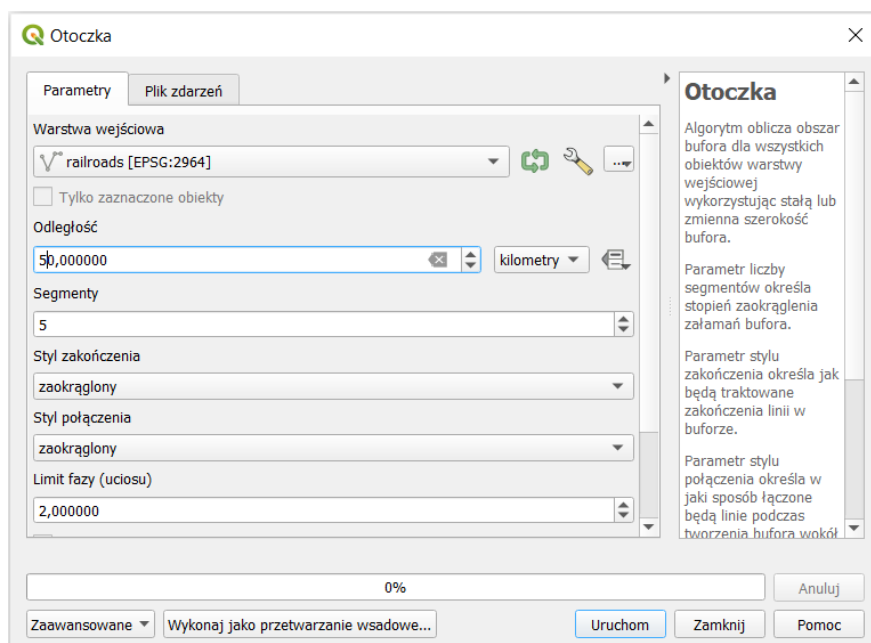 Otoczka
Parametry
Plik zdarzeń
Warstwa wejściowa
railroads [EPSG:2964]
...
Tylko zaznaczone obiekty
Odległość
50,000000
kilometry
Segmenty
5
Styl zakończenia
zaokrąglony
Styl połączenia
zaokrąglony
Limit fazy (uciosu)
2,000000
Otoczka
Algorytm oblicza obszar
bufora dla wszystkich
obiektów warstwy
wejściowej
wykorzystując stałą lub
zmienna szerokość
bufora.
Parametr liczby
segmentów określa
stopień zaokrąglenia
załamań bufora.
Parametr stylu
zakończenia określa jak
będą traktowane
zakończenia linii w
buforze.
Parametr stylu
połączenia określa w
jaki sposób łączone
będą linie podczas
tworzenia bufora wokół
0%
Anuluj
Zaawansowane
Wykonaj jako przetwarzanie wsadowe...
Uruchom
Zamknij
Pomoc